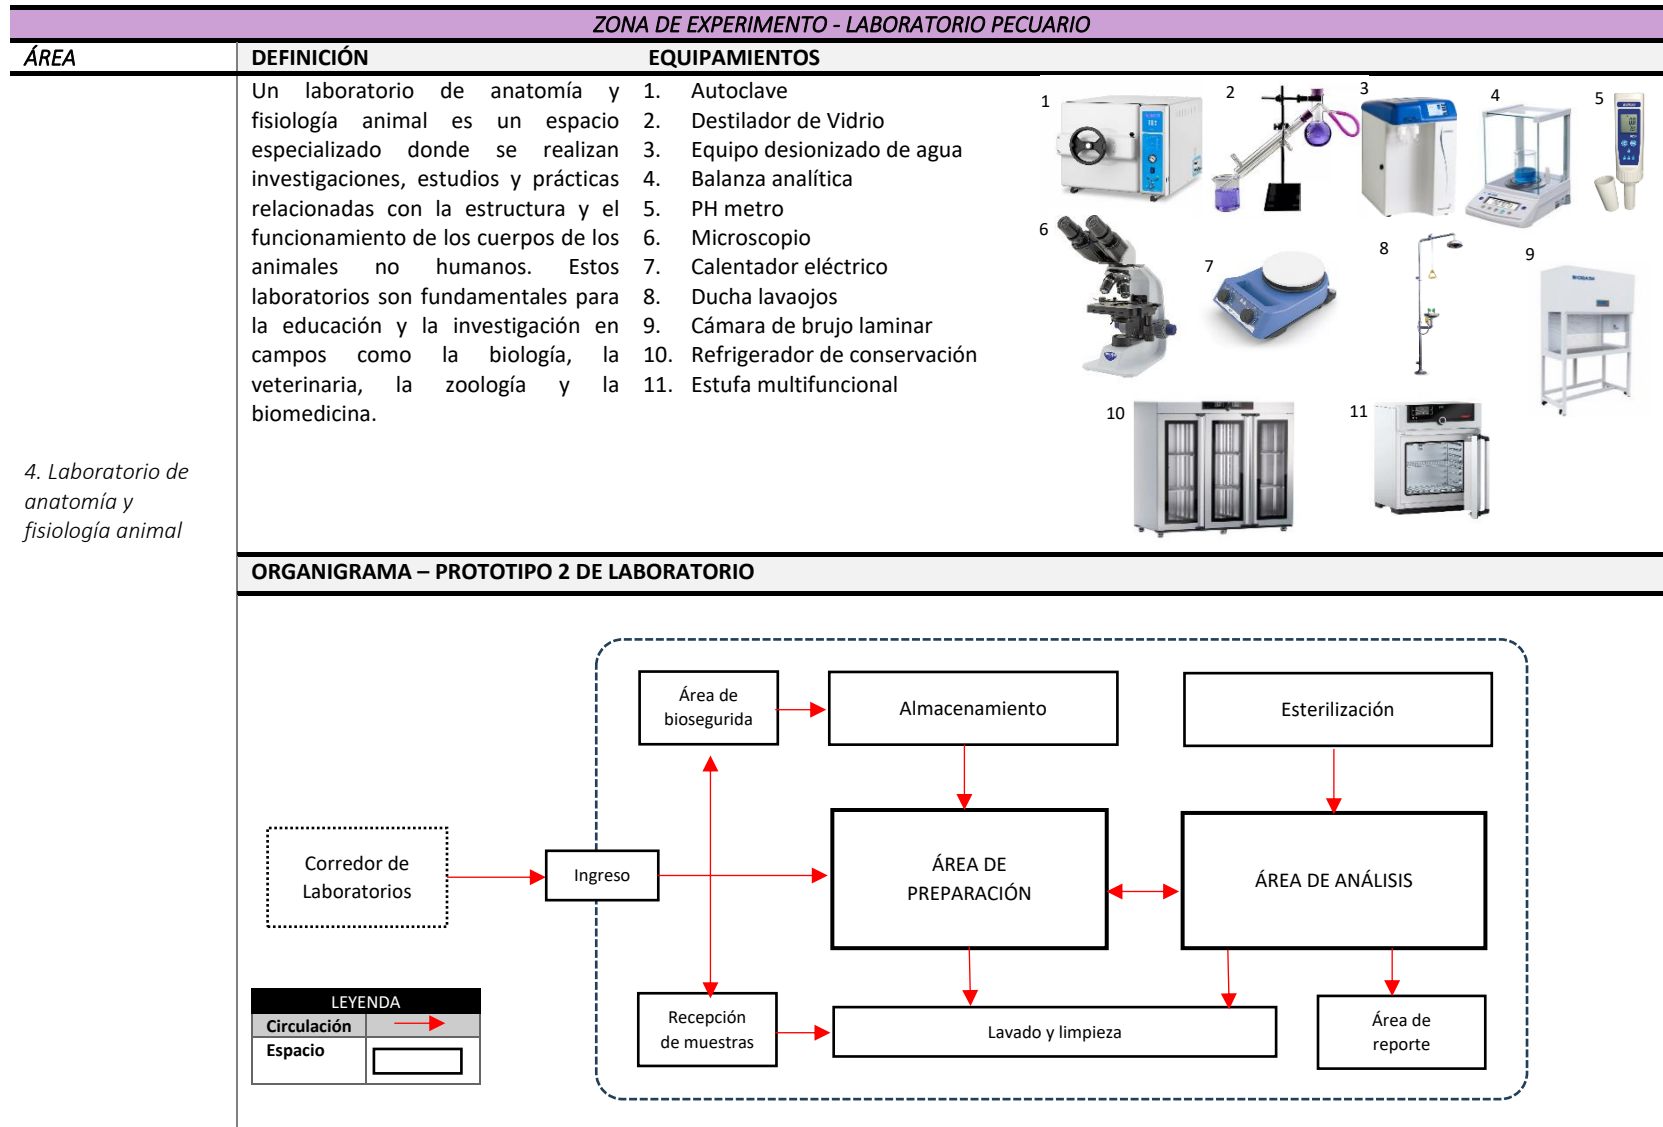 ZONA DE EXPERIMENTO - LABORATORIO PECUARIO
ÁREA
DEFINICIÓN
EQUIPAMIENTOS
4. Laboratorio de
anatomía y
fisiología animal
Un laboratorio de anatomía y
fisiología animal es un espacio
especializado donde se realizan
investigaciones, estudios y prácticas
relacionadas con la estructura y el
funcionamiento de los cuerpos de los
animales no humanos. Estos
laboratorios son fundamentales para
la educación y la investigación en
campos como la biología, la
veterinaria, la zoología y la
biomedicina.
1. Autoclave
2. Destilador de Vidrio
3. Equipo desionizado de agua
4. Balanza analítica
5. PH metro
6. Microscopio
7. Calentador eléctrico
8. Ducha lavaojos
9. Cámara de brujo laminar
10. Refrigerador de conservación
11. Estufa multifuncional
1
2
3
4
5
6
7
8
9
10
11
ORGANIGRAMA – PROTOTIPO 2 DE LABORATORIO
Área de
biosegurida
Almacenamiento
Esterilización
Corredor de
Laboratorios
Ingreso
ÁREA DE
PREPARACIÓN
ÁREA DE ANÁLISIS
Recepción
de muestras
Lavado y limpieza
Área de
reporte
LEYENDA
Circulación
Espacio